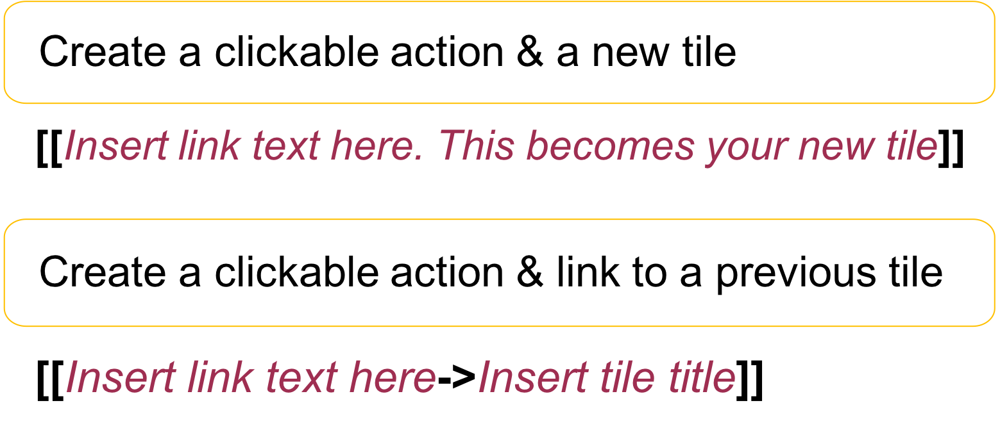 Create a clickable action & a new tile
[[Insert link text here. This becomes your new tile]]
Create a clickable action & link to a previous tile
[[Insert link text here->Insert tile title]]